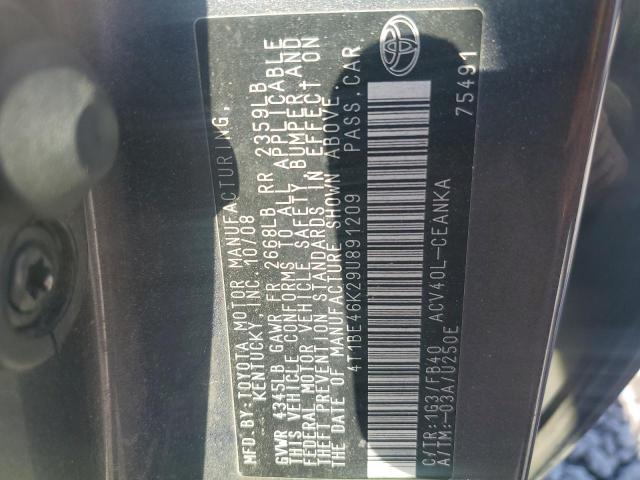 MFD.BY:TOYOTA MOTOR MANUFACTURING,
KENTUCKY INC. 10/08
GVWR 4345LB GAWR FR 2668LB RR 2359LB
THIS VEHICLE CONFORMS TO ALL APPLICABLE
FEDERAL MOTOR VEHICLE SAFETY BUMPER,AND
THEFT PREVENTION STANDARDS IN EFFECT ON
THE DATE OF MANUFACTURE SHOWN ABOVE.
4T1BE46K29U891209 PASS.CAR.
C/TR:1G3/FB40 ACV40L-CEANKA
A/TM:-03A/U250E 75491